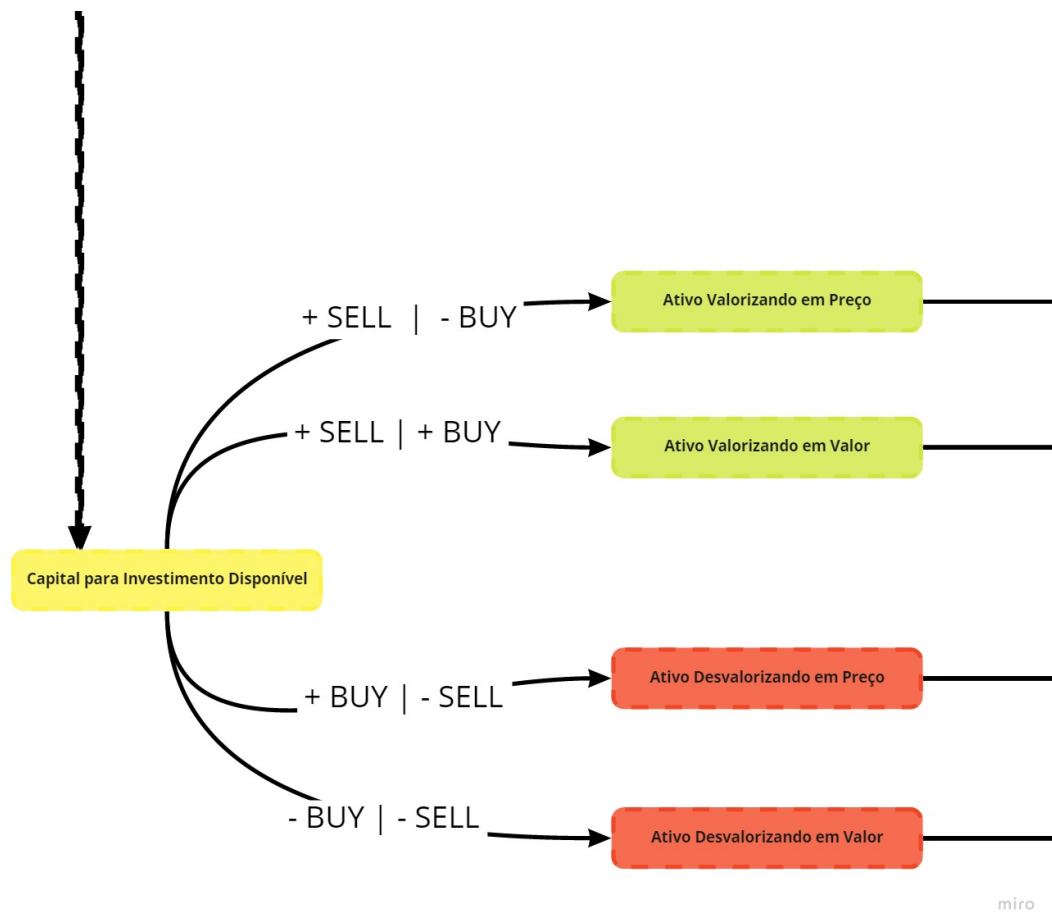 + SELL | - BUY
Ativo Valorizando em Preço
+ SELL | + BUY
Ativo Valorizando em Valor
Capital para Investimento Disponível
+ BUY | - SELL
Ativo Desvalorizando em Preço
- BUY | - SELL
Ativo Desvalorizando em Valor
miro